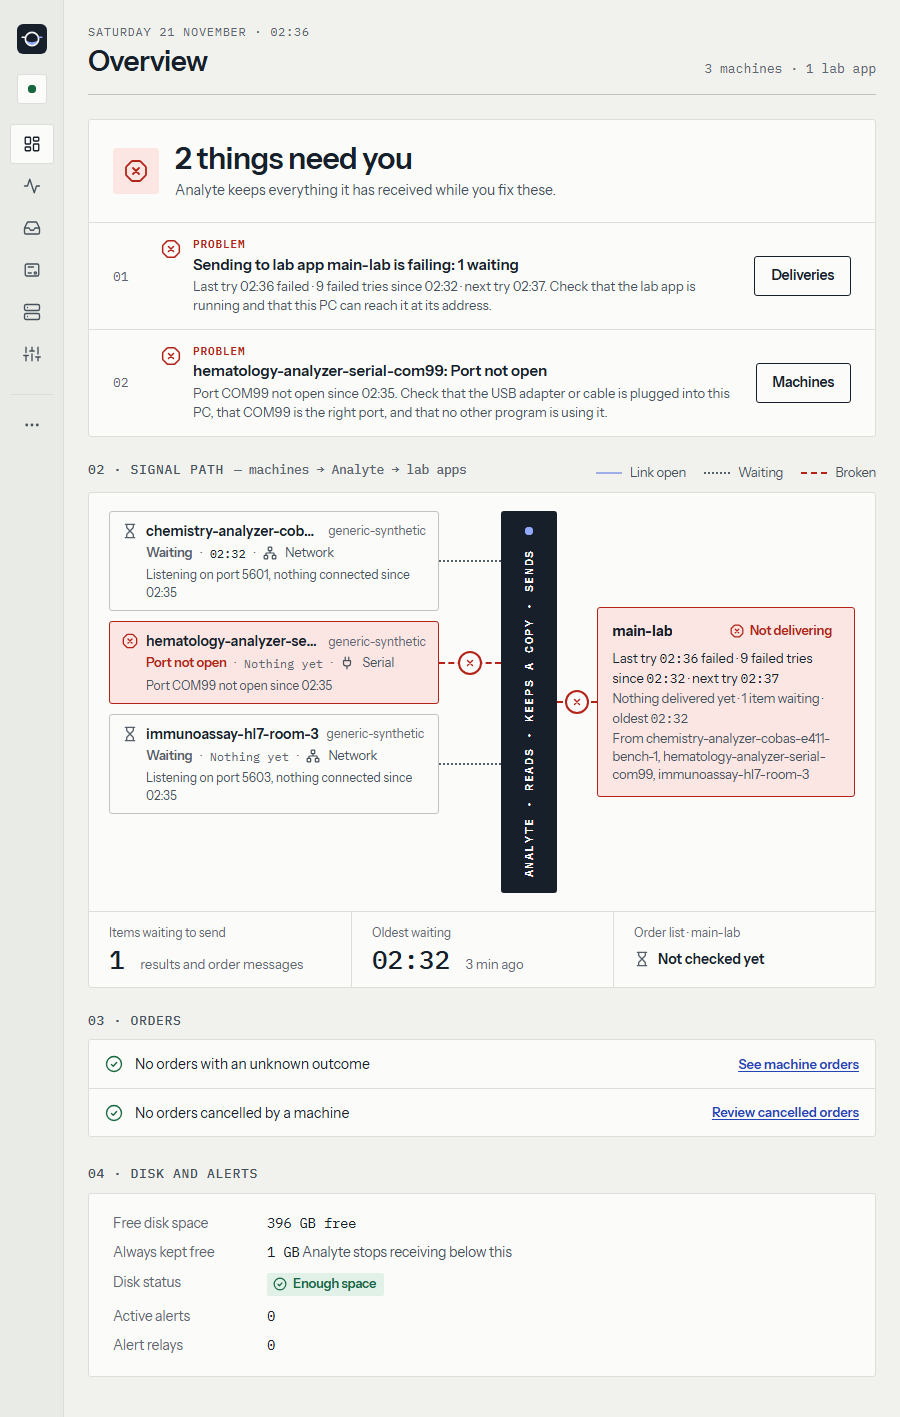 SATURDAY 21 NOVEMBER · 02:36
Overview
3 machines · 1 lab app
2 things need you
Analyte keeps everything it has received while you fix these.
01
PROBLEM
Sending to lab app main-lab is failing: 1 waiting
Last try 02:36 failed · 9 failed tries since 02:32 · next try 02:37. Check that the lab app is
running and that this PC can reach it at its address.
Deliveries
02
PROBLEM
hematology-analyzer-serial-com99: Port not open
Port COM99 not open since 02:35. Check that the USB adapter or cable is plugged into this
PC, that COM99 is the right port, and that no other program is using it.
Machines
02 · SIGNAL PATH — machines → Analyte → lab apps
Link open
Waiting
Broken
chemistry-analyzer-cob... generic-synthetic
Waiting · 02:32 · Network
Listening on port 5601, nothing connected since
02:35
hematology-analyzer-se... generic-synthetic
Port not open · Nothing yet · Serial
Port COM99 not open since 02:35
immunoassay-hl7-room-3 generic-synthetic
Waiting · Nothing yet · Network
Listening on port 5603, nothing connected since
02:35
ANALYTE · READS · KEEPS A COPY · SENDS
main-lab Not delivering
Last try 02:36 failed · 9 failed tries
since 02:32 · next try 02:37
Nothing delivered yet · 1 item waiting ·
oldest 02:32
From chemistry-analyzer-cobas-e411-
bench-1, hematology-analyzer-serial-
com99, immunoassay-hl7-room-3
Items waiting to send
1 results and order messages
Oldest waiting
02:32 3 min ago
Order list · main-lab
Not checked yet
03 · ORDERS
No orders with an unknown outcome
See machine orders
No orders cancelled by a machine
Review cancelled orders
04 · DISK AND ALERTS
Free disk space 396 GB free
Always kept free 1 GB Analyte stops receiving below this
Disk status Enough space
Active alerts 0
Alert relays 0